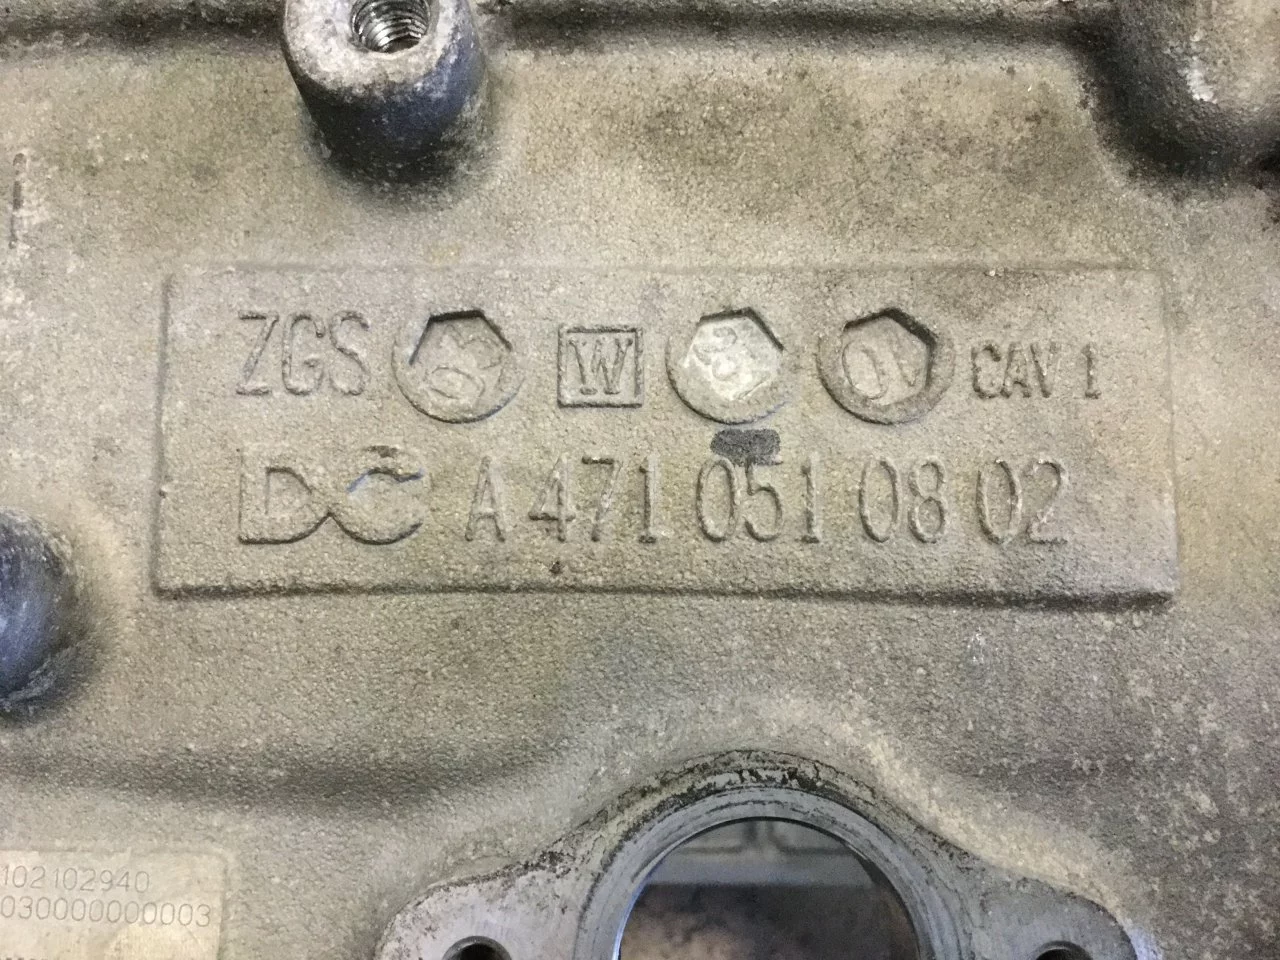 ZGS W CAV 1
DC A 471 051 08 02
102102940
030000000003